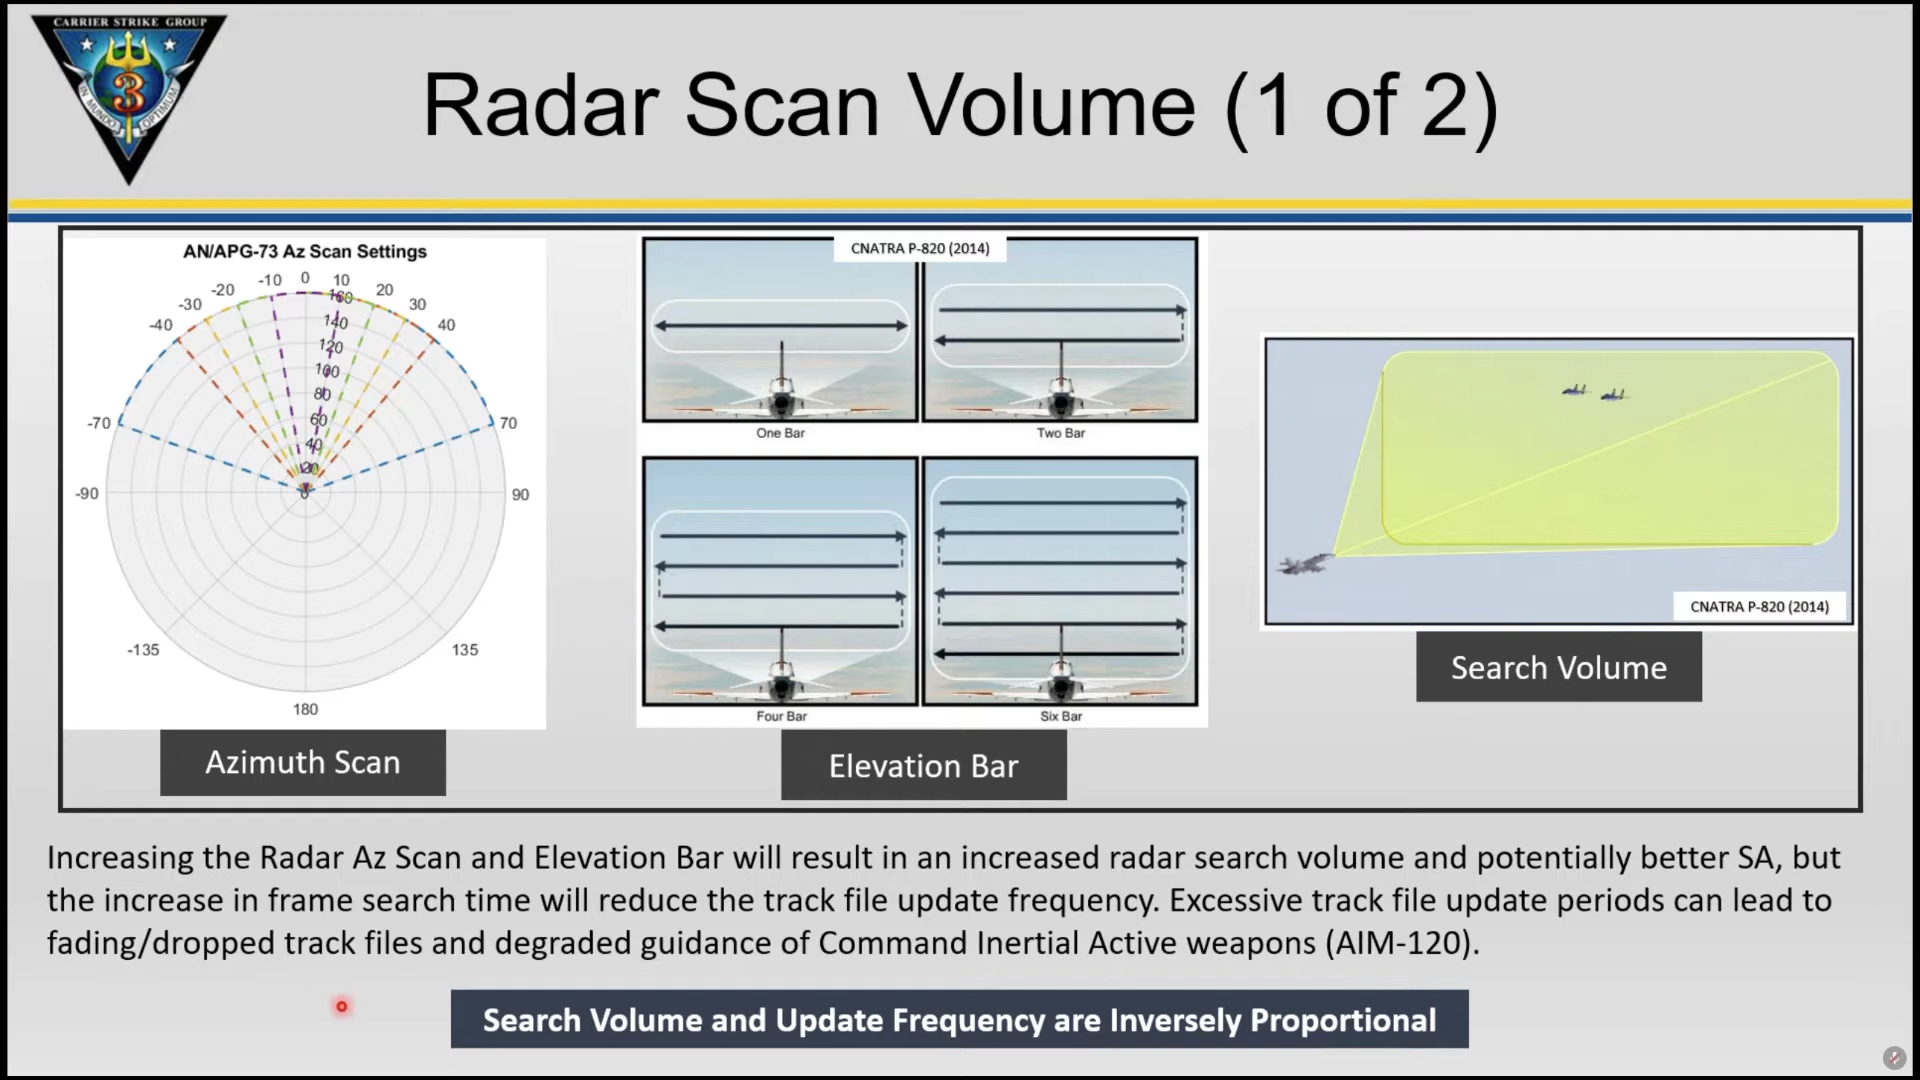 CARRIER STRIKE GROUP
3
IN MUNDO OPTIMUM
Radar Scan Volume (1 of 2)
AN/APG-73 Az Scan Settings
-40 -30 -20 -10 0 10 20 30 40
-70 70
-90 90
-135 135
180
160
140
120
100
80
60
40
20
0
Azimuth Scan
CNATRA P-820 (2014)
One Bar
Two Bar
Four Bar
Six Bar
Elevation Bar
CNATRA P-820 (2014)
Search Volume
Increasing the Radar Az Scan and Elevation Bar will result in an increased radar search volume and potentially better SA, but
the increase in frame search time will reduce the track file update frequency. Excessive track file update periods can lead to
fading/dropped track files and degraded guidance of Command Inertial Active weapons (AIM-120).
Search Volume and Update Frequency are Inversely Proportional